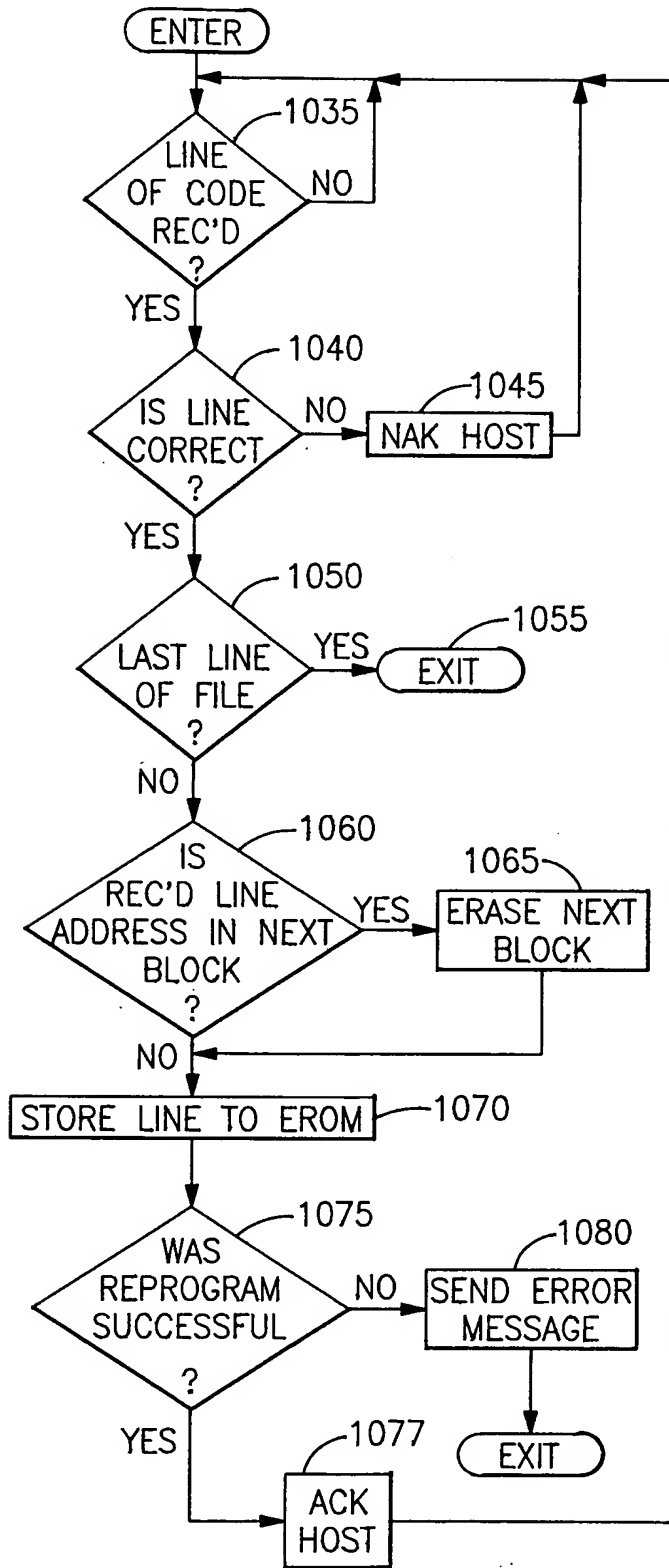 ENTER
1035
LINE
OF CODE
REC'D
?
NO
YES
1040
IS LINE
CORRECT
?
NO
1045
NAK HOST
YES
1050
LAST LINE
OF FILE
?
YES
1055
EXIT
NO
1060
IS
REC'D LINE
ADDRESS IN NEXT
BLOCK
?
YES
1065
ERASE NEXT
BLOCK
NO
STORE LINE TO EROM
1070
1075
WAS
REPROGRAM
SUCCESSFUL
?
NO
1080
SEND ERROR
MESSAGE
EXIT
YES
1077
ACK
HOST